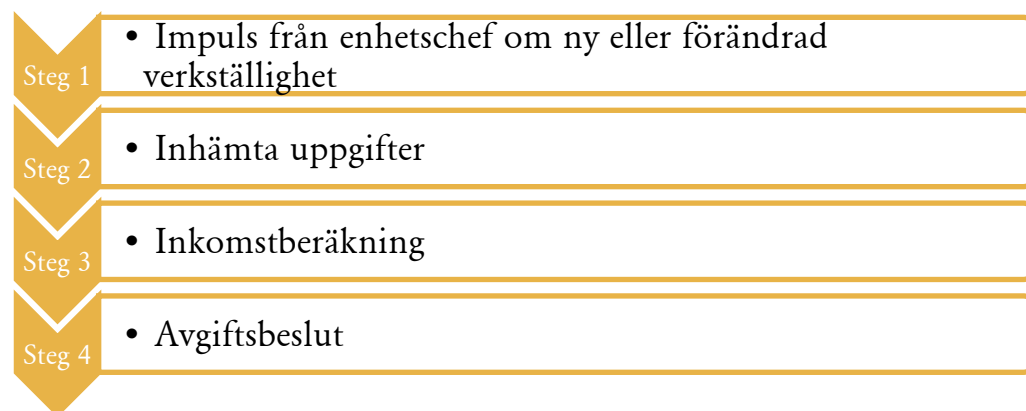 Steg 1
• Impuls från enhetschef om ny eller förändrad
verkställighet
Steg 2
• Inhämta uppgifter
Steg 3
• Inkomstberäkning
Steg 4
• Avgiftsbeslut